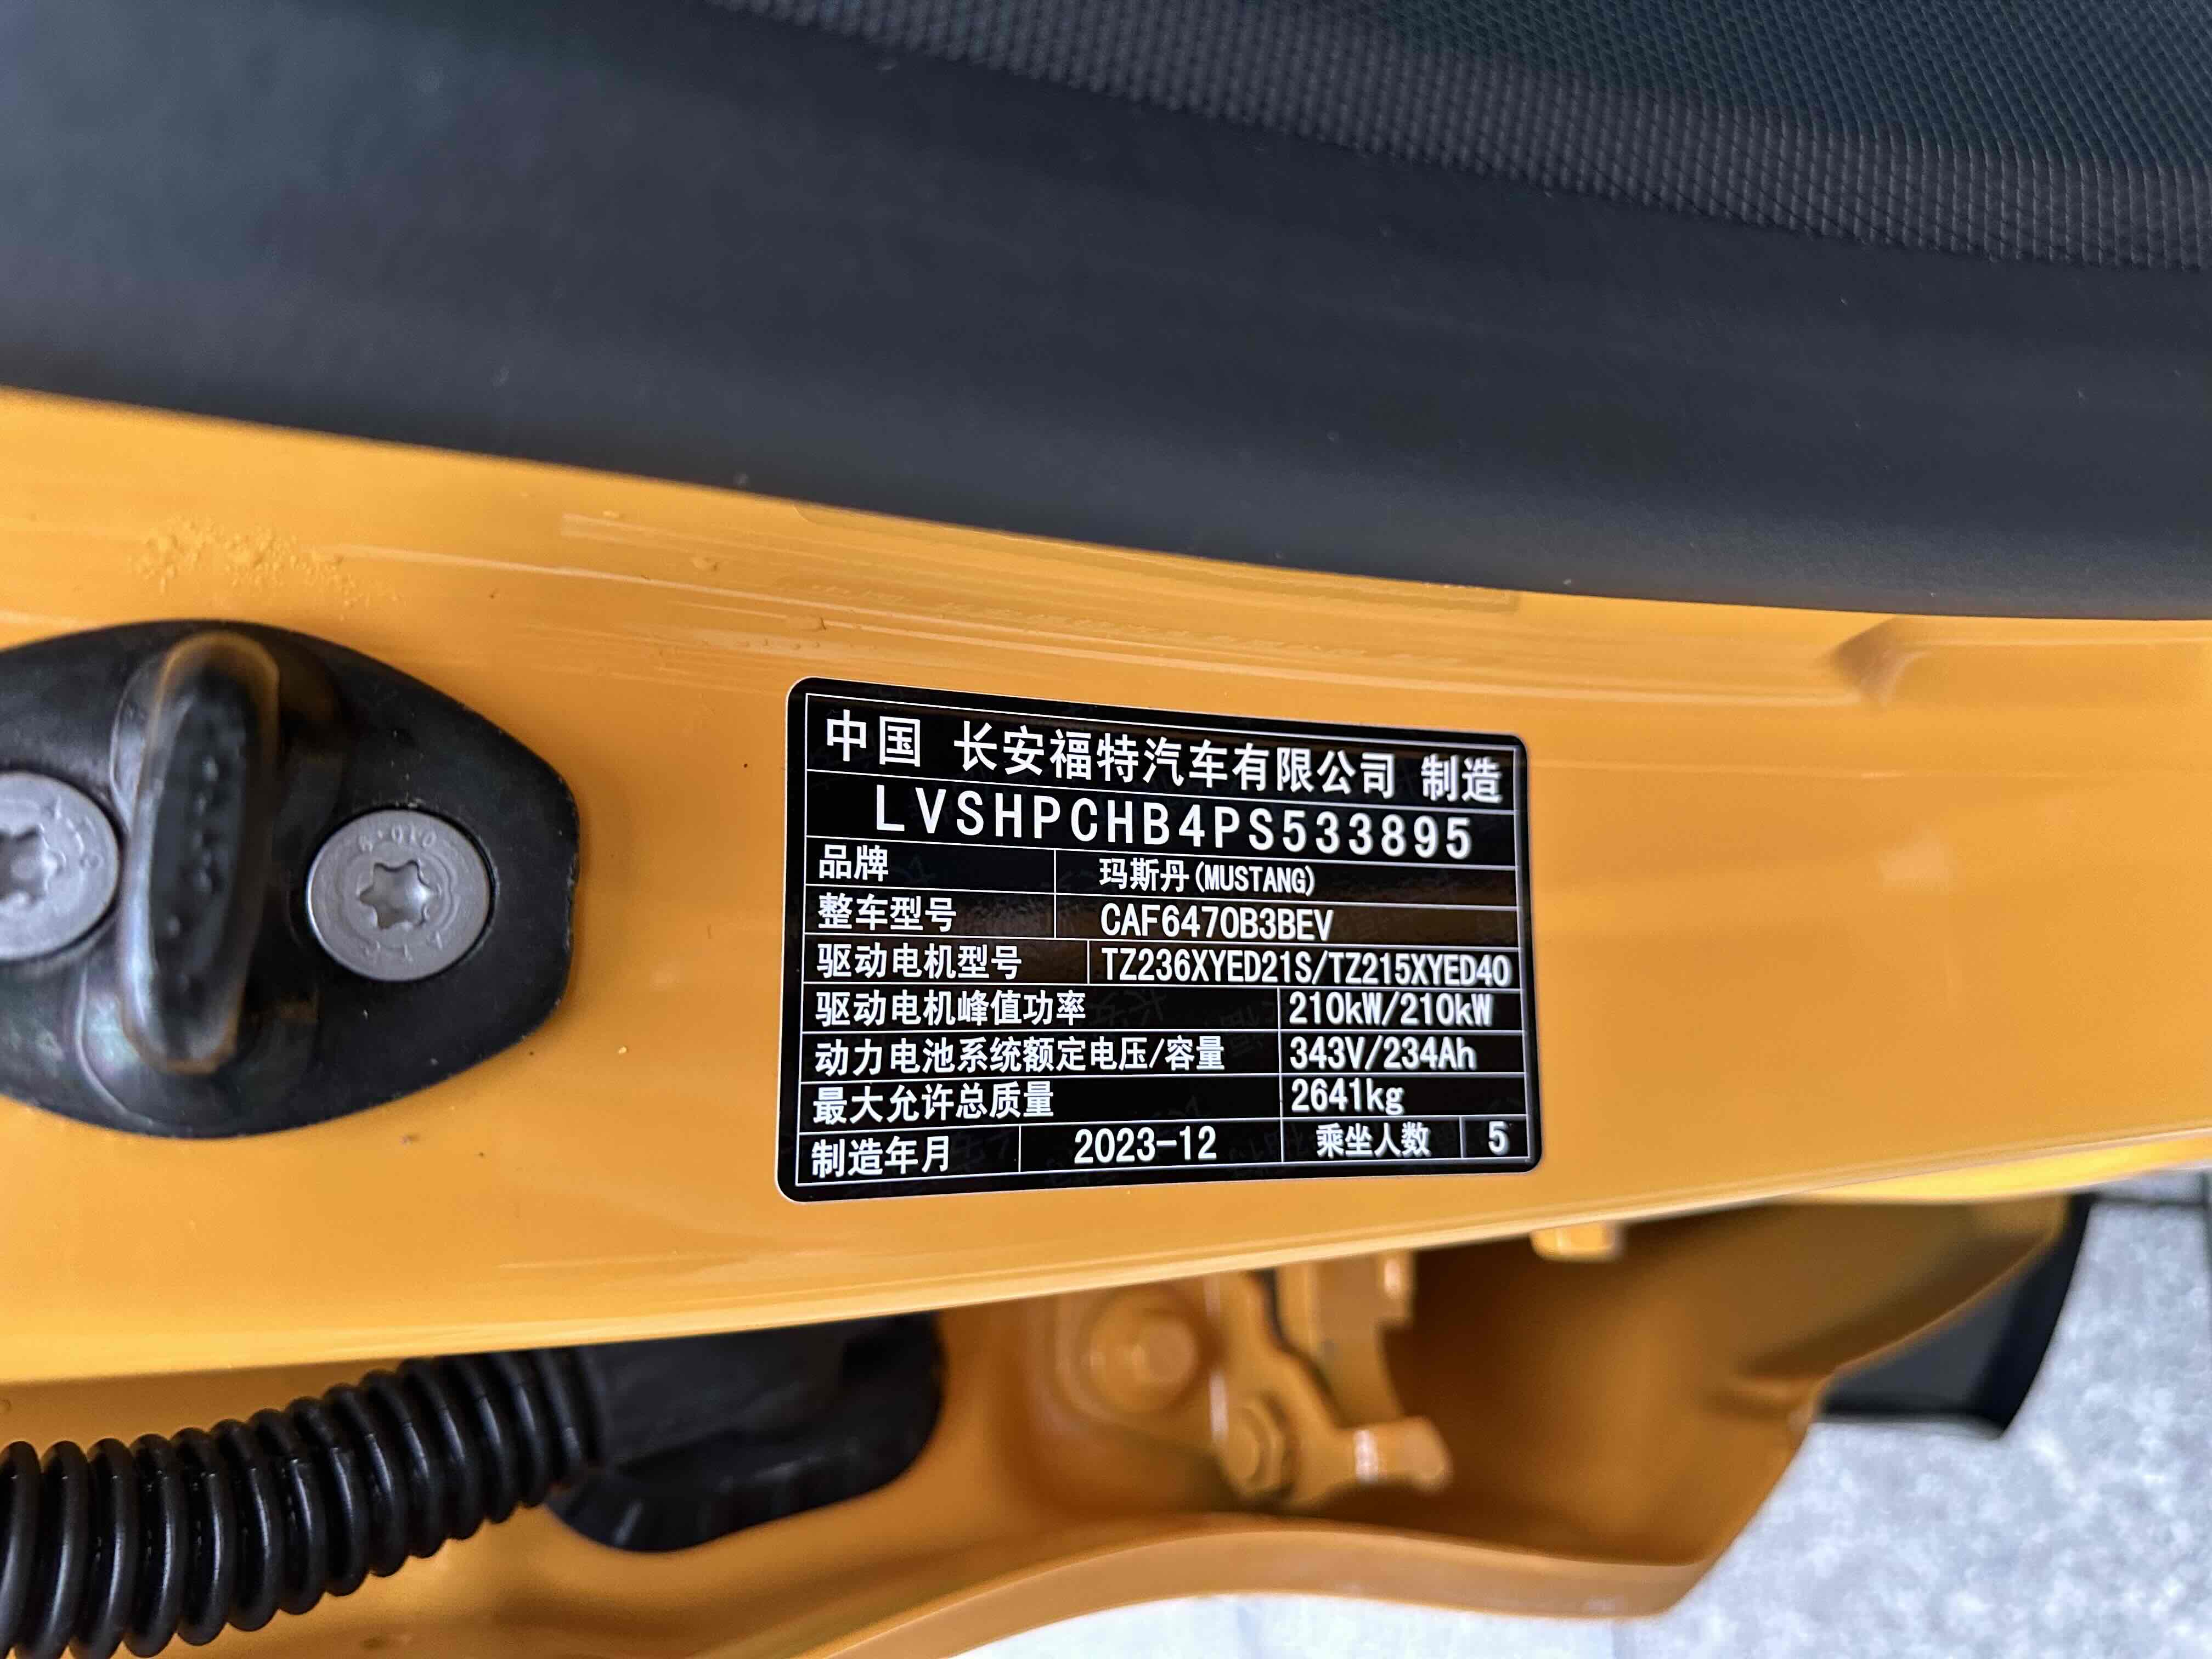 中国 长安福特汽车有限公司 制造
LVSHPCHB4PS533895
品牌 玛斯丹(MUSTANG)
整车型号 CAF6470B3BEV
驱动电机型号 TZ236XYED21S/TZ215XYED40
驱动电机峰值功率 210kW/210kW
动力电池系统额定电压/容量 343V/234Ah
最大允许总质量 2641kg
制造年月 2023-12 乘坐人数 5